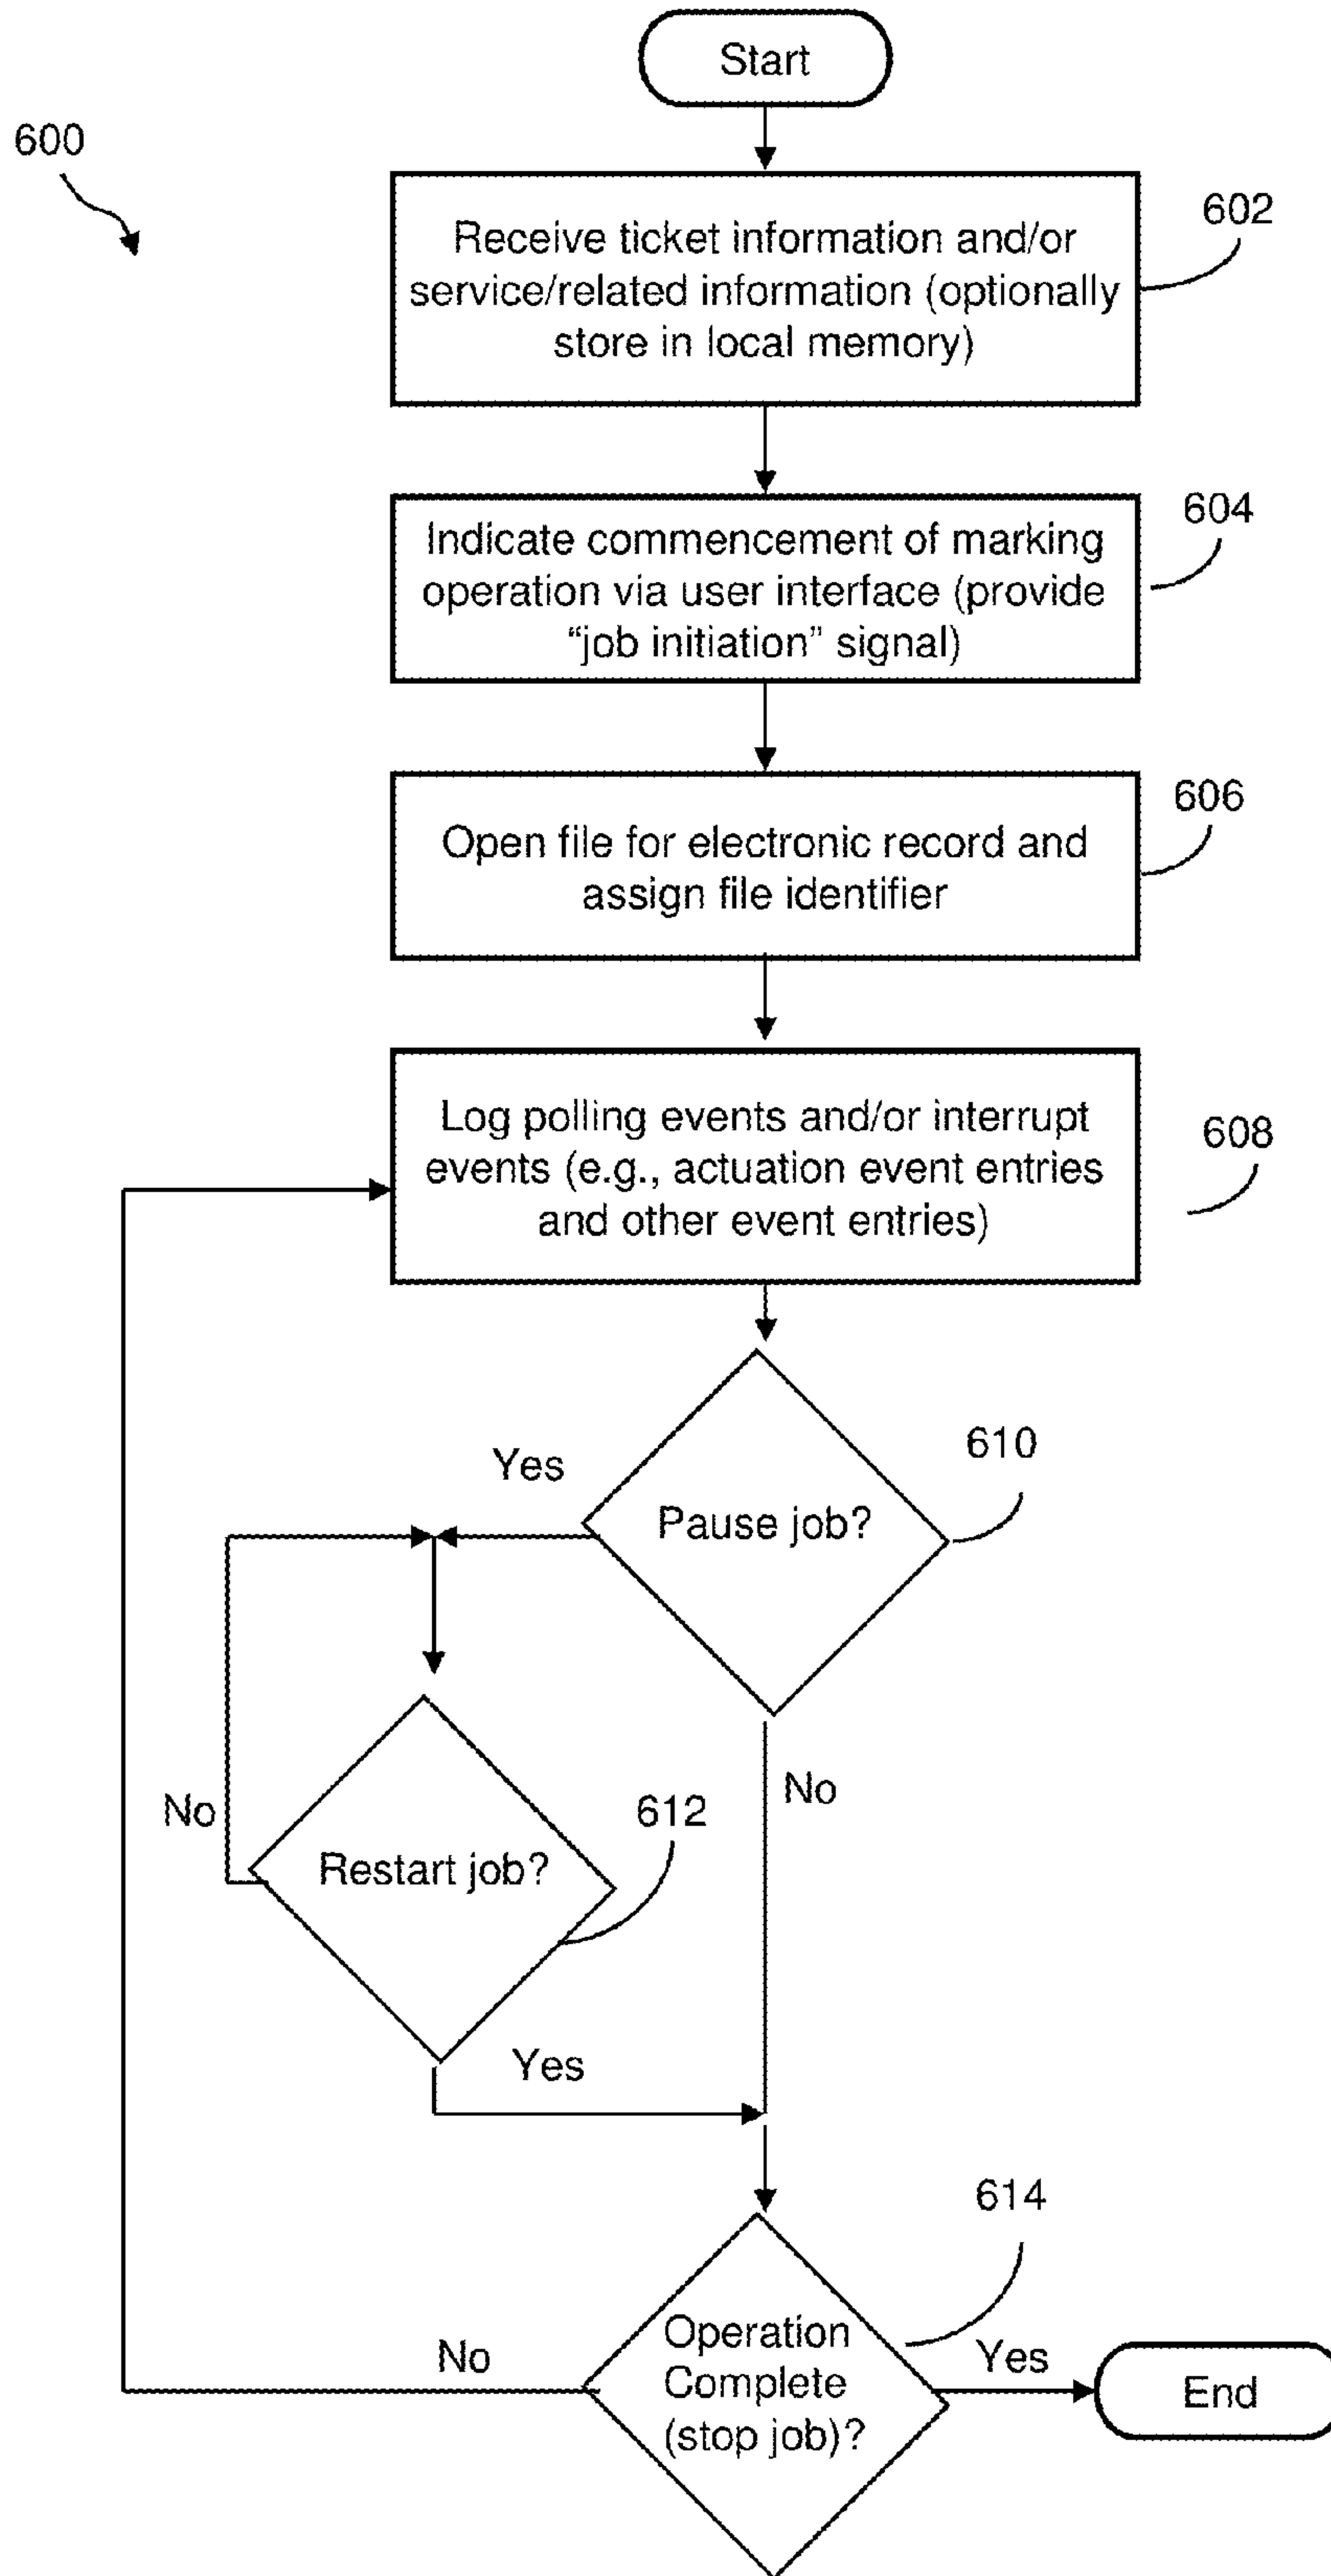 Start
600
602
Receive ticket information and/or
service/related information (optionally
store in local memory)
604
Indicate commencement of marking
operation via user interface (provide
“job initiation” signal)
606
Open file for electronic record and
assign file identifier
608
Log polling events and/or interrupt
events (e.g., actuation event entries
and other event entries)
610
Yes
Pause job?
No
No
612
Restart job?
Yes
614
Operation
Complete
(stop job)?
No
Yes
End